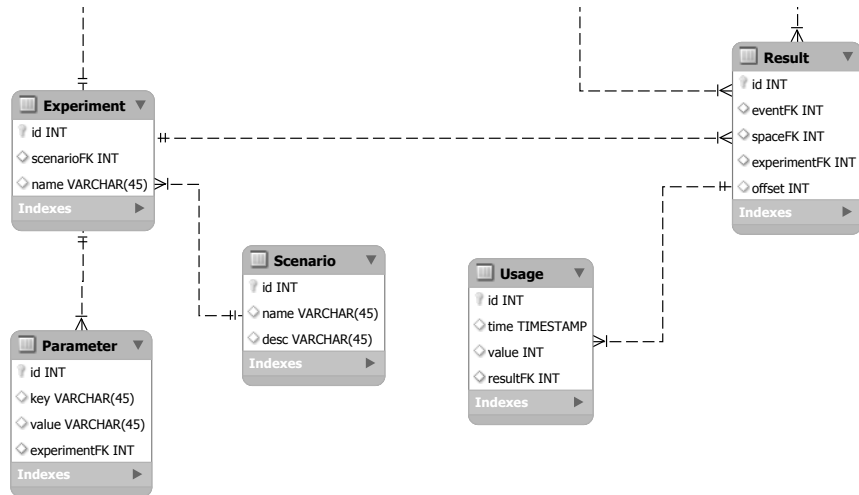 Result
id INT
eventFK INT
spaceFK INT
experimentFK INT
offset INT
Indexes
Experiment
id INT
scenarioFK INT
name VARCHAR(45)
Indexes
Scenario
id INT
name VARCHAR(45)
desc VARCHAR(45)
Indexes
Usage
id INT
time TIMESTAMP
value INT
resultFK INT
Indexes
Parameter
id INT
key VARCHAR(45)
value VARCHAR(45)
experimentFK INT
Indexes